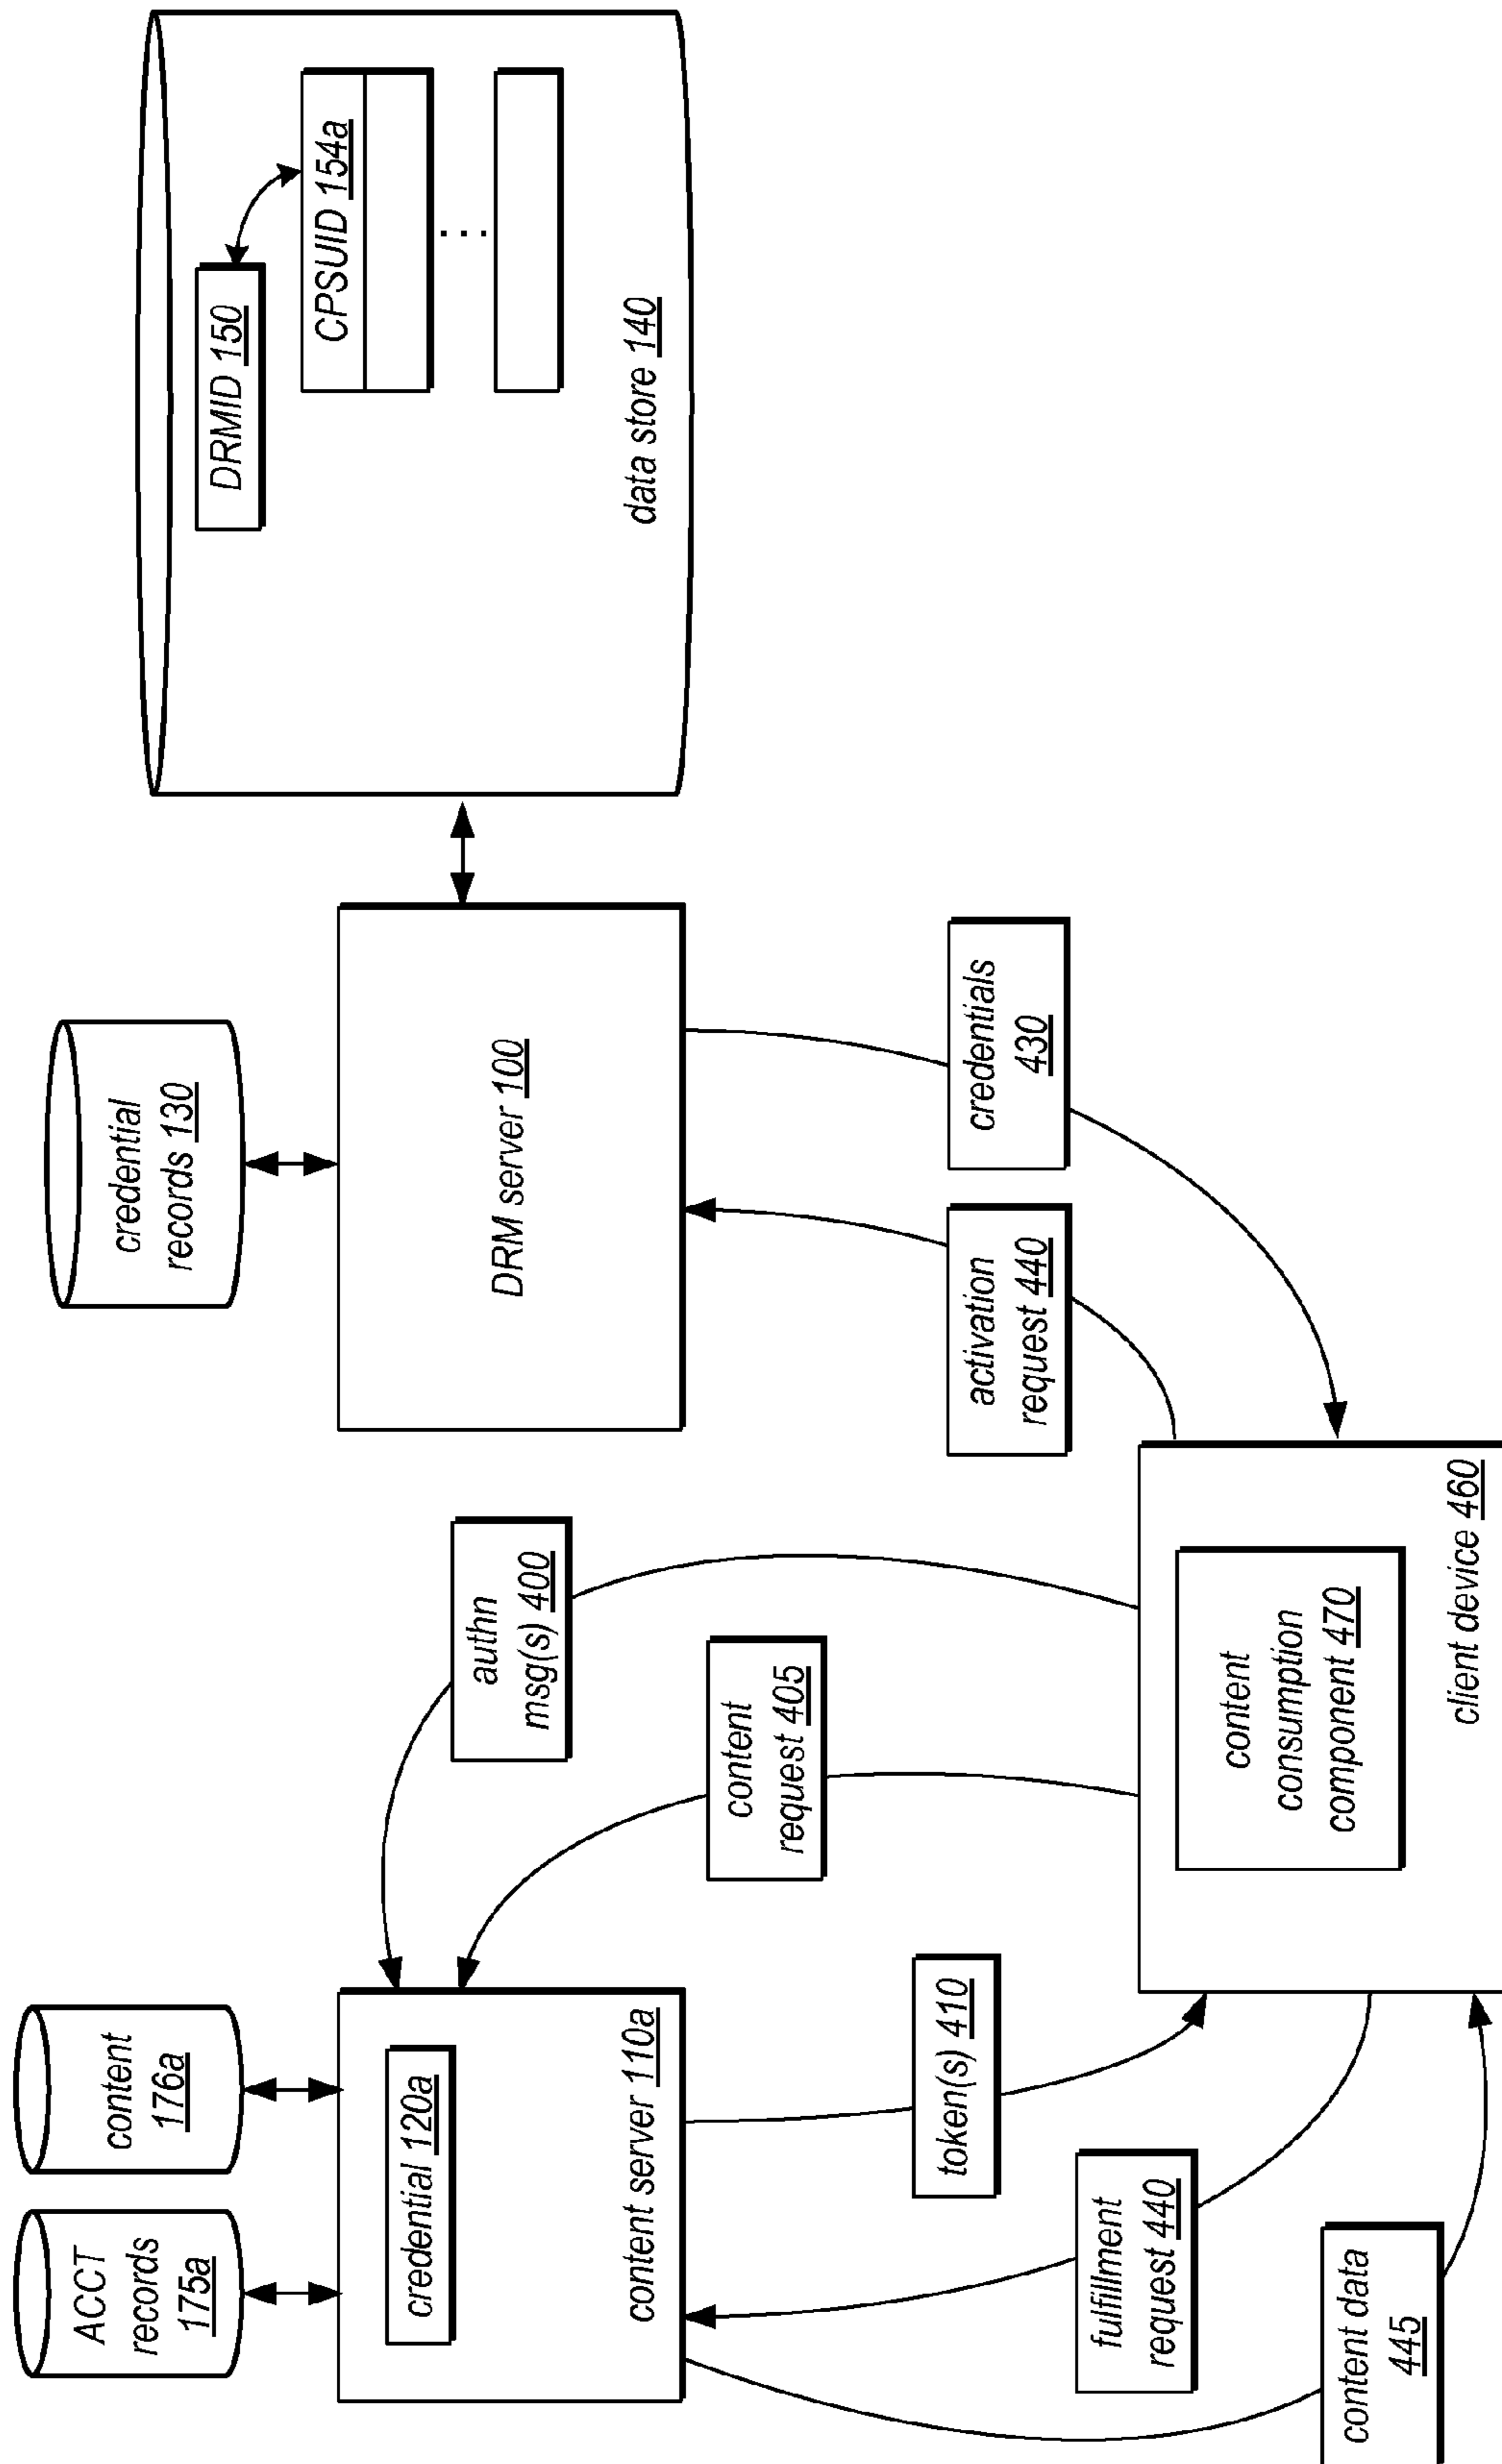 ACCT
records
175a
content
176a
credential
records 130
credential 120a
content server 110a
authn
msg(s) 400
content
request 405
token(s) 410
fulfillment
request 440
content data
445
DRM server 100
activation
request 440
credentials
430
content
consumption
component 470
client device 460
DRMID 150
CPSUID 154a
...
data store 140